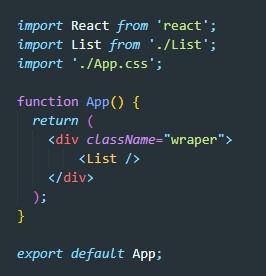 import React from 'react';
import List from './List';
import './App.css';
function App() {
return (
<div className="wraper">
<List />
</div>
);
}
export default App;